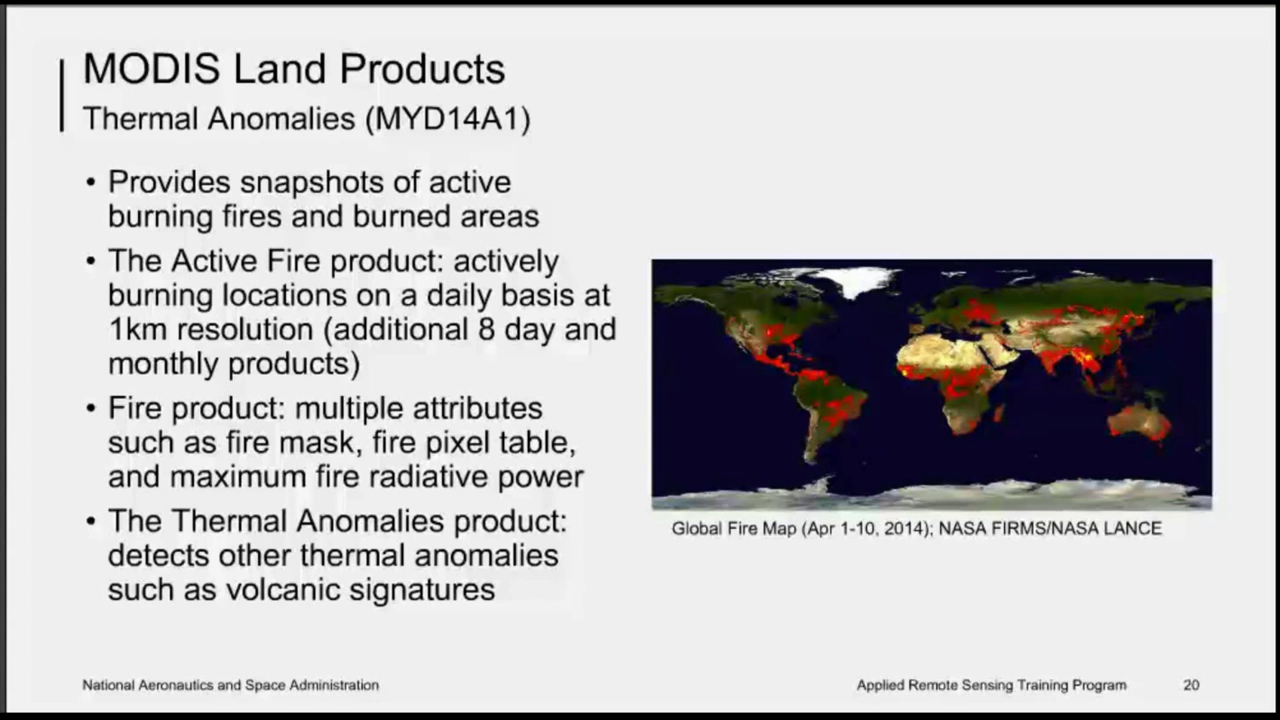 MODIS Land Products
Thermal Anomalies (MYD14A1)
• Provides snapshots of active
burning fires and burned areas
• The Active Fire product: actively
burning locations on a daily basis at
1km resolution (additional 8 day and
monthly products)
• Fire product: multiple attributes
such as fire mask, fire pixel table,
and maximum fire radiative power
• The Thermal Anomalies product:
detects other thermal anomalies
such as volcanic signatures
Global Fire Map (Apr 1-10, 2014); NASA FIRMS/NASA LANCE
National Aeronautics and Space Administration
Applied Remote Sensing Training Program
20